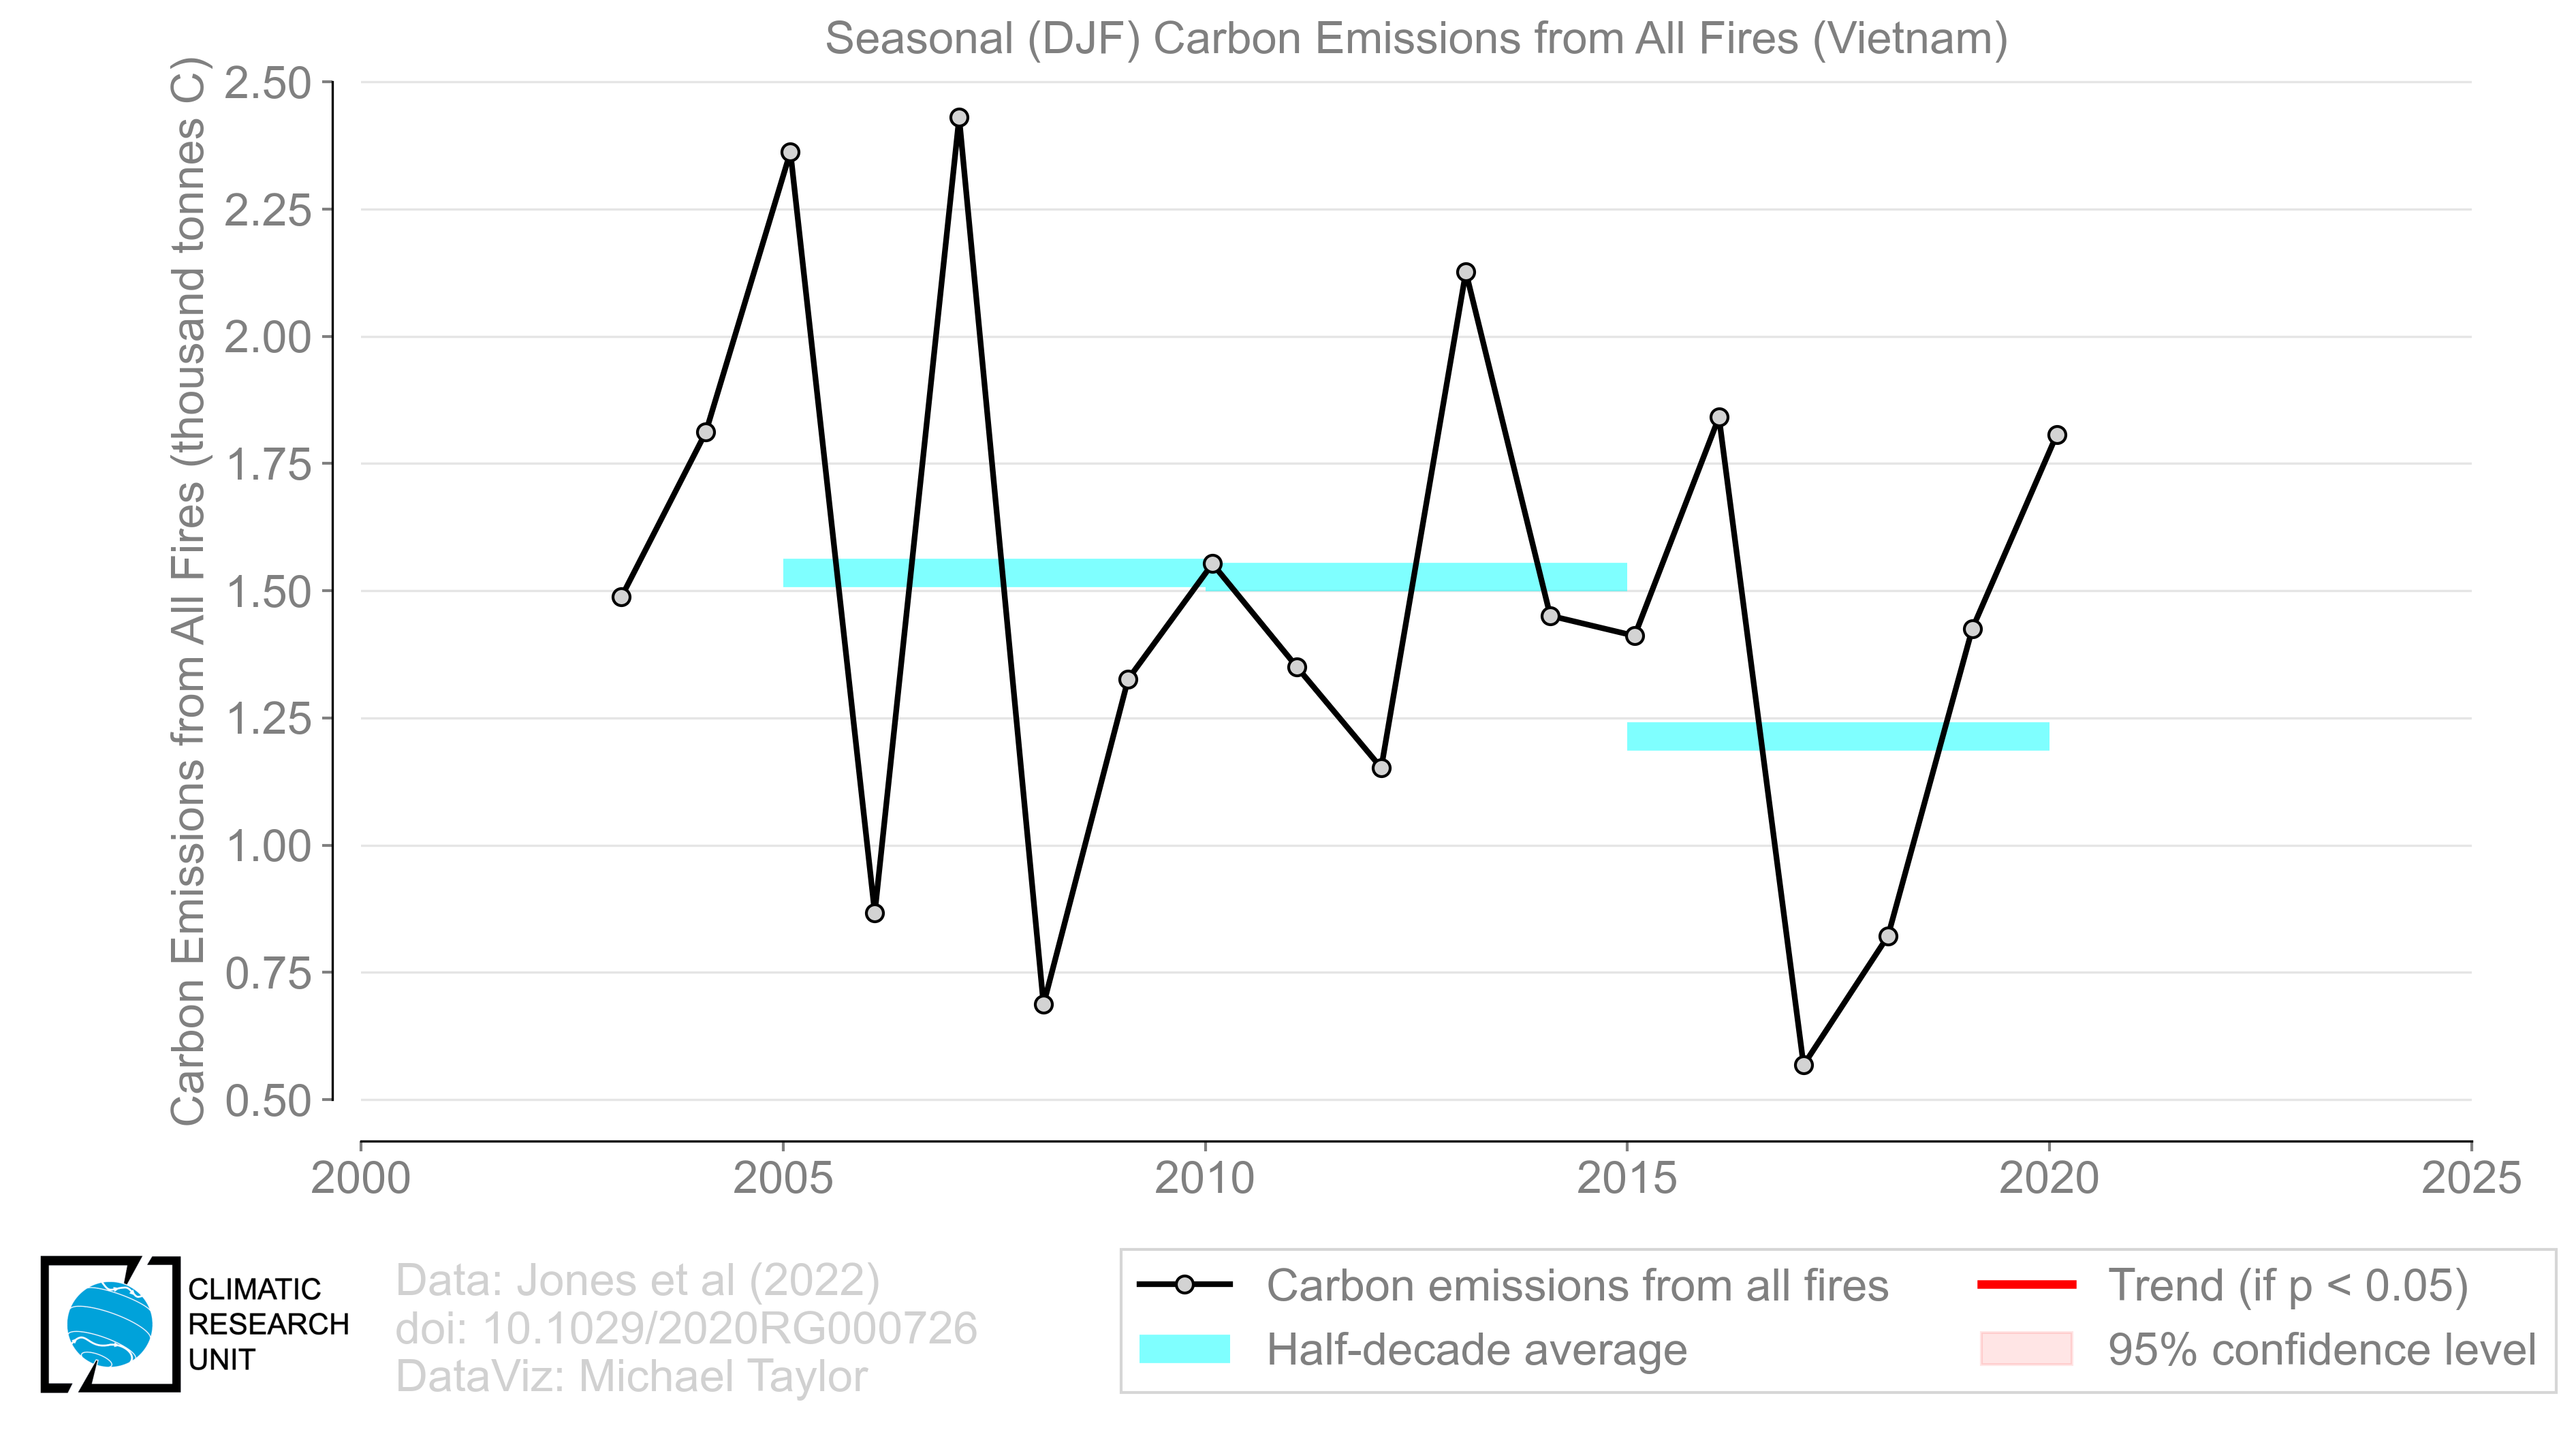 Seasonal (DJF) Carbon Emissions from All Fires (Vietnam)
Carbon Emissions from All Fires (thousand tonnes C)
2.50
2.25
2.00
1.75
1.50
1.25
1.00
0.75
0.50
2000 2005 2010 2015 2020 2025
CLIMATIC
RESEARCH
UNIT
Data: Jones et al (2022)
doi: 10.1029/2020RG000726
DataViz: Michael Taylor
Carbon emissions from all fires
Half-decade average
Trend (if p < 0.05)
95% confidence level